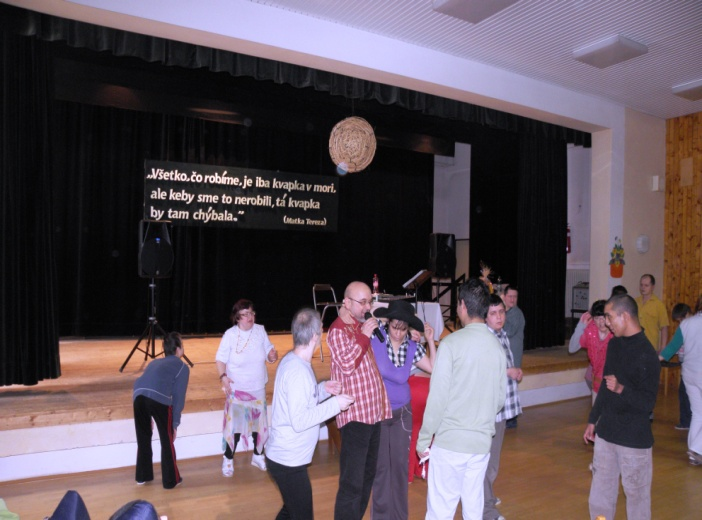 „Všetko, čo robíme, je iba kvapka v mori,
ale keby sme to nerobili, tá kvapka
by tam chýbala.“ (Matka Tereza)